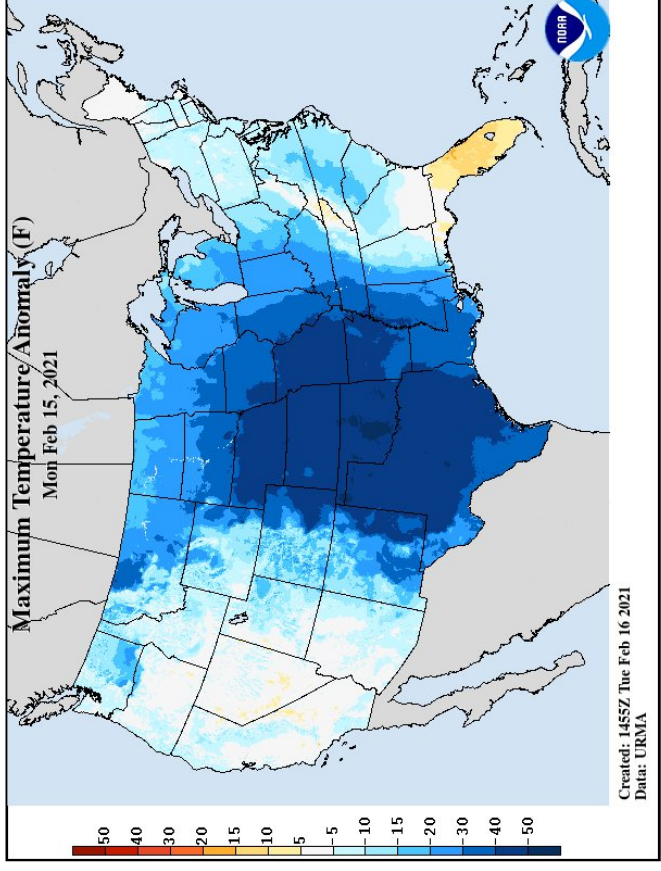 Maximum Temperature Anomaly (F)
Mon Feb 15, 2021
NOAA
50
40
30
20
15
10
5
-5
-10
-15
-20
-30
-40
-50
Created: 1455Z Tue Feb 16 2021
Data: URMA